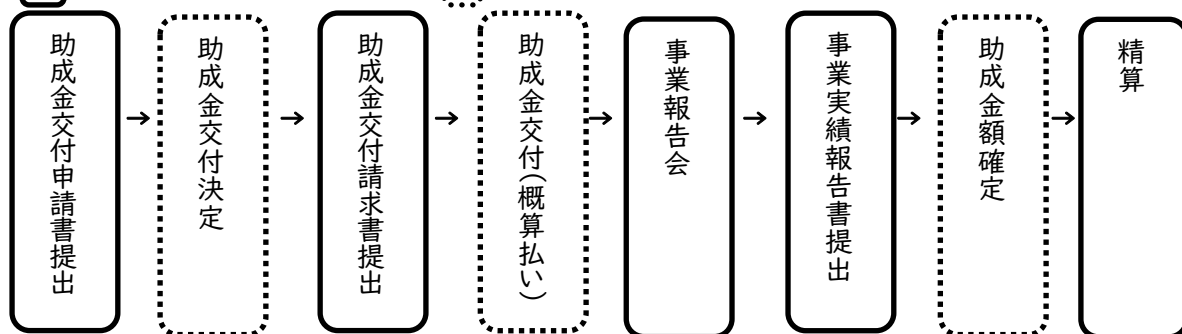 助成金交付申請書提出
助成金交付決定
助成金交付請求書提出
助成金交付(概算払い)
事業報告会
事業実績報告書提出
助成金額確定
精算